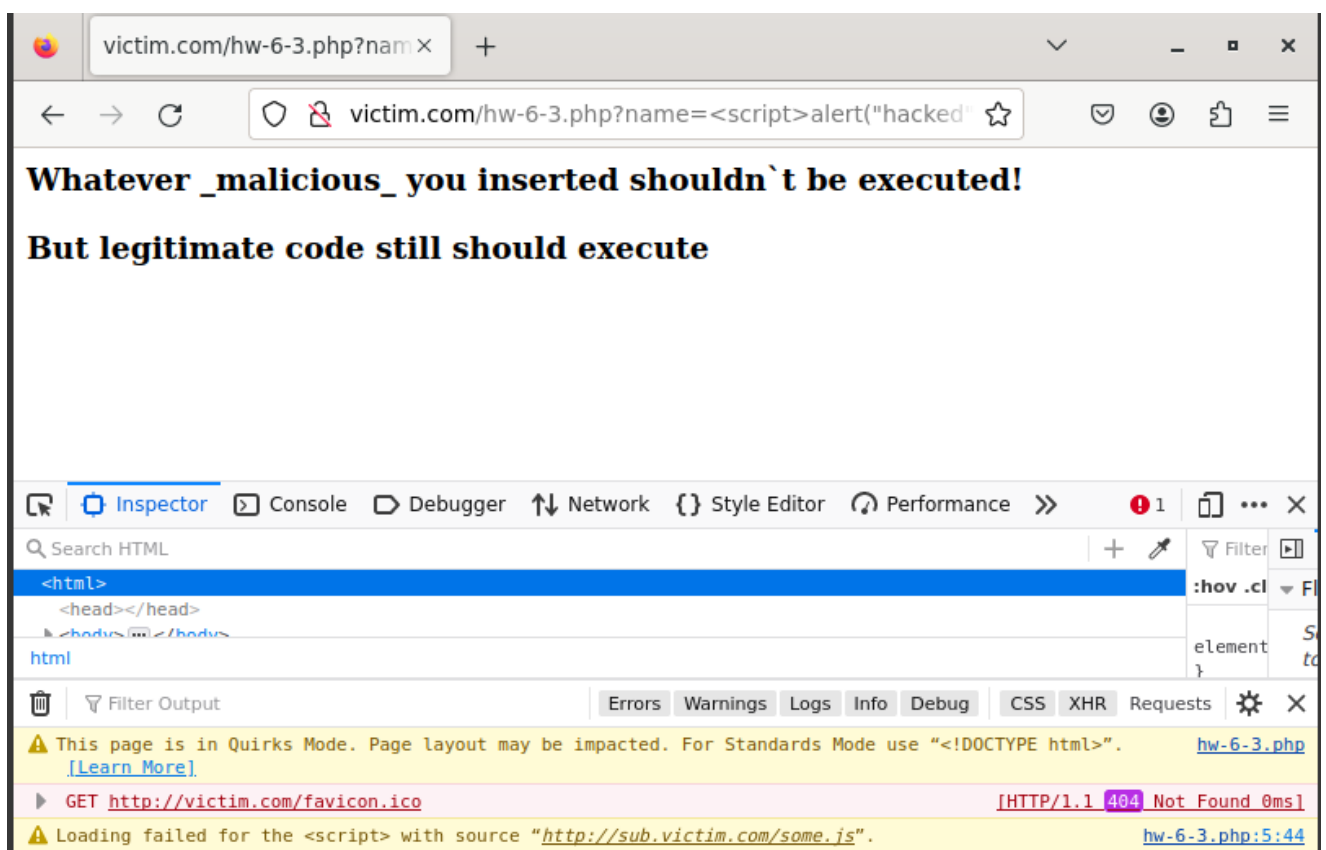 victim.com/hw-6-3.php?nam
victim.com/hw-6-3.php?name=<script>alert("hacked"
Whatever _malicious_ you inserted shouldn`t be executed!
But legitimate code still should execute
Inspector Console Debugger Network {} Style Editor Performance 1
Search HTML Filter
<html> :hov .cl Fl
<head></head>
<body> </body>
element
html
}
Filter Output Errors Warnings Logs Info Debug CSS XHR Requests
This page is in Quirks Mode. Page layout may be impacted. For Standards Mode use “<!DOCTYPE html>”. hw-6-3.php
[Learn More]
GET http://victim.com/favicon.ico [HTTP/1.1 404 Not Found 0ms]
Loading failed for the <script> with source “http://sub.victim.com/some.js”. hw-6-3.php:5:44